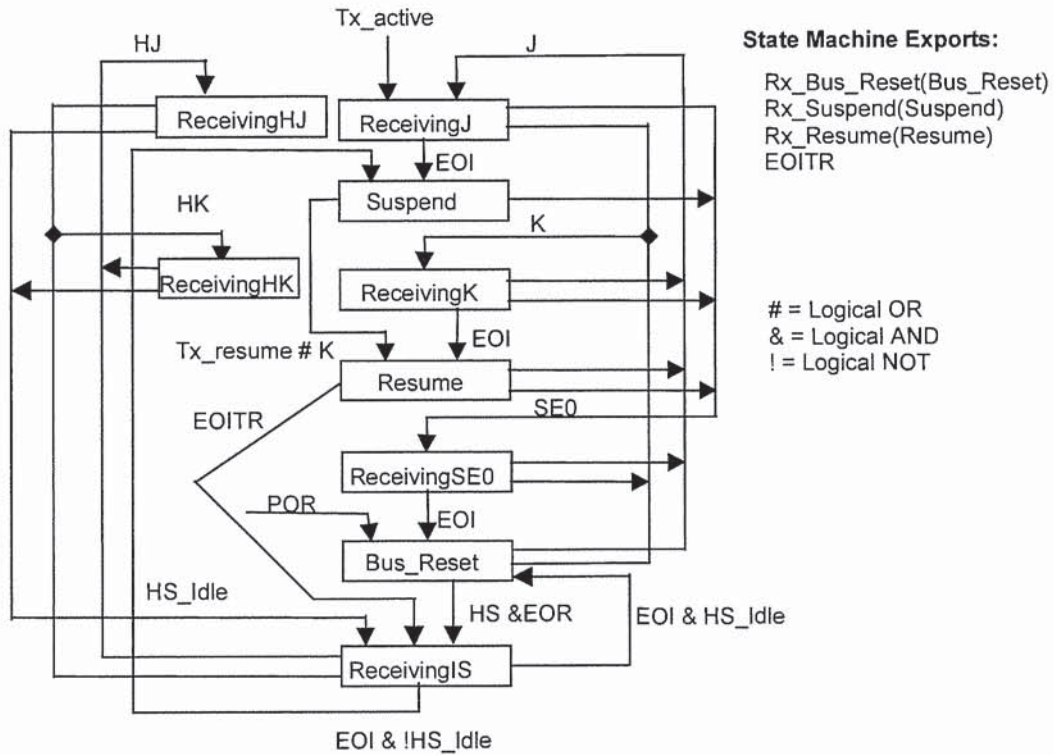 Tx_active
HJ
J
State Machine Exports:
Rx_Bus_Reset(Bus_Reset)
Rx_Suspend(Suspend)
Rx_Resume(Resume)
EOITR
ReceivingHJ
ReceivingJ
EOI
Suspend
HK
K
ReceivingHK
ReceivingK
# = Logical OR
& = Logical AND
! = Logical NOT
EOI
Tx_resume # K
Resume
SE0
EOITR
ReceivingSE0
POR
EOI
Bus_Reset
HS_Idle
HS &EOR
EOI & HS_Idle
ReceivingIS
EOI & !HS_Idle